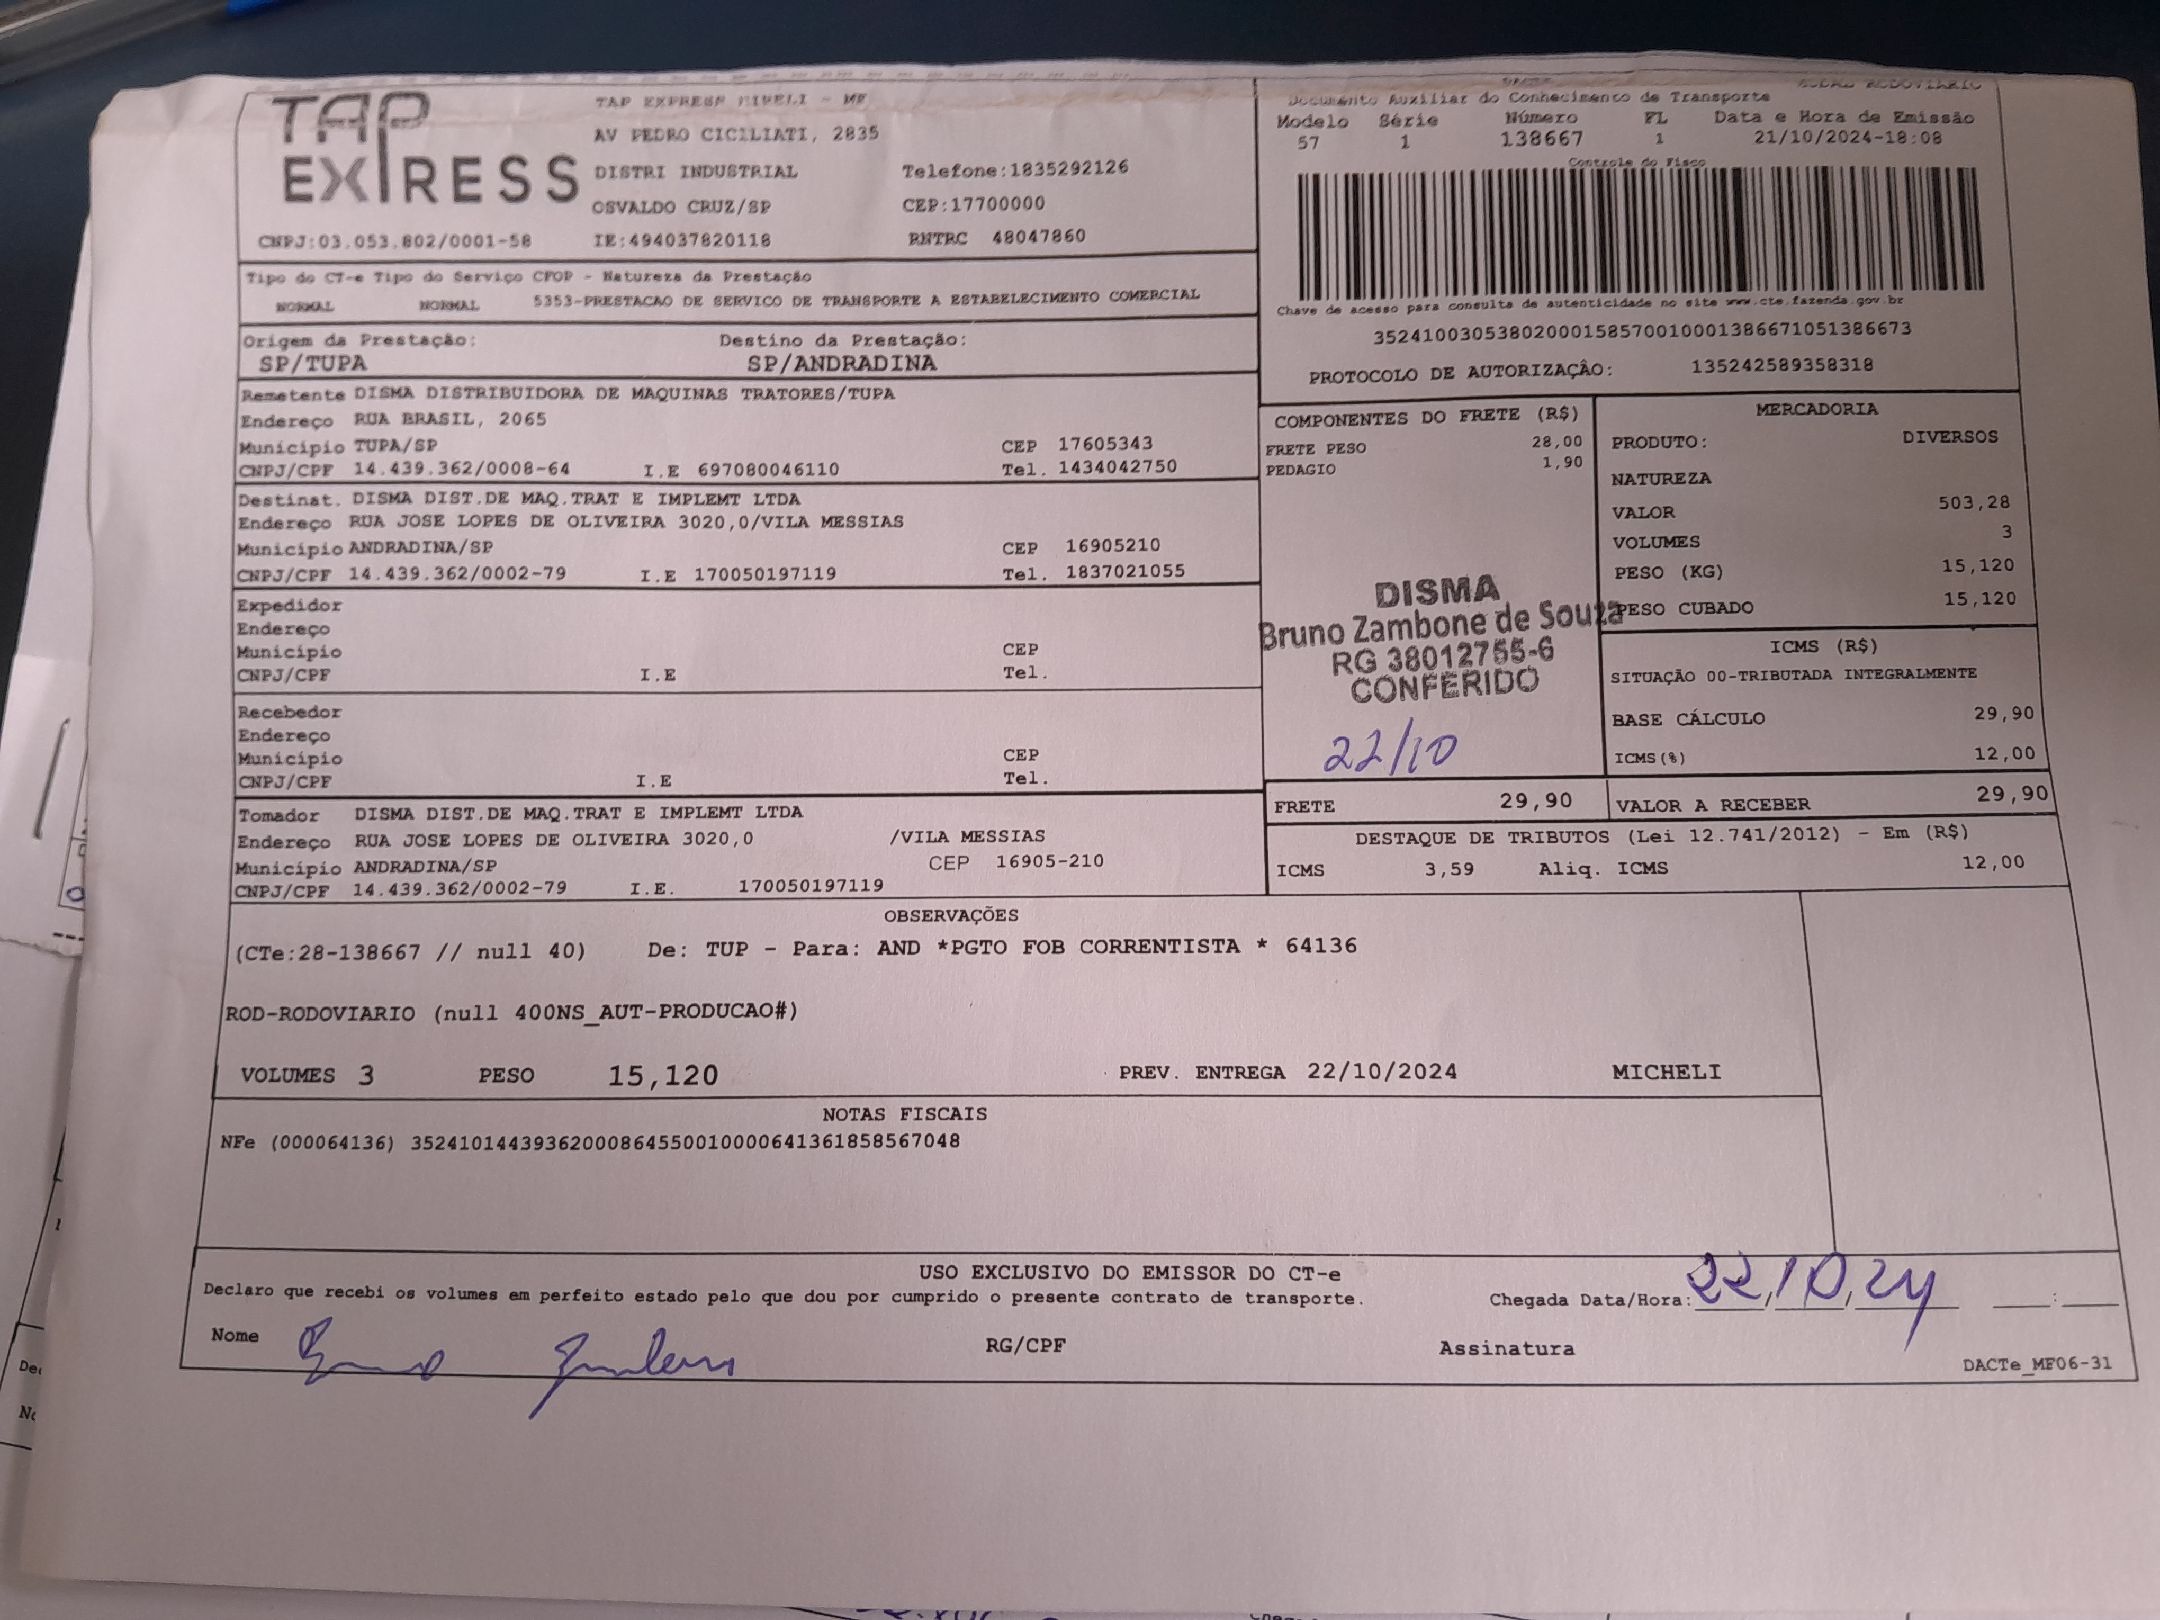 TAP
EXPRESS
TAP EXPRESS
AV PEDRO CICILIATI, 2835
DISTRI INDUSTRIAL Telefone:1835292126
OSVALDO CRUZ/SP CEP:17700000
CNPJ:03.053.802/0001-58 IE:494037820118 RNTRC 48047860
Documento Auxiliar do Conhecimento de Transporte
Modelo Série Número FL Data e Hora de Emissão
57 1 138667 1 21/10/2024-18:08
Controle do Fisco
Chave de acesso para consulta de autenticidade no site www.cte.fazenda.gov.br
35241003053802000158570010001386671051386673
PROTOCOLO DE AUTORIZAÇÂO: 135242589358318
Tipo do CT-e Tipo do Serviço CFOP - Natureza da Prestação
NORMAL NORMAL 5353-PRESTACAO DE SERVICO DE TRANSPORTE A ESTABELECIMENTO COMERCIAL
Origem da Prestação: Destino da Prestação:
SP/TUPA SP/ANDRADINA
Remetente DISMA DISTRIBUIDORA DE MAQUINAS TRATORES/TUPA
Endereço RUA BRASIL, 2065
Município TUPA/SP CEP 17605343
CNPJ/CPF 14.439.362/0008-64 I.E 697080046110 Tel. 1434042750
Destinat. DISMA DIST.DE MAQ.TRAT E IMPLEMT LTDA
Endereço RUA JOSE LOPES DE OLIVEIRA 3020,0/VILA MESSIAS
Município ANDRADINA/SP CEP 16905210
CNPJ/CPF 14.439.362/0002-79 I.E 170050197119 Tel. 1837021055
Expedidor
Endereço
Município CEP
CNPJ/CPF I.E Tel.
Recebedor
Endereço
Município CEP
CNPJ/CPF I.E Tel.
Tomador DISMA DIST.DE MAQ.TRAT E IMPLEMT LTDA
Endereço RUA JOSE LOPES DE OLIVEIRA 3020,0 /VILA MESSIAS
Município ANDRADINA/SP CEP 16905-210
CNPJ/CPF 14.439.362/0002-79 I.E. 170050197119
COMPONENTES DO FRETE (R$)
FRETE PESO 28,00
PEDAGIO 1,90
DISMA
Bruno Zambone de Souza
RG 38012755-6
CONFERIDO
22/10
MERCADORIA
PRODUTO: DIVERSOS
NATUREZA
VALOR 503,28
VOLUMES 3
PESO (KG) 15,120
PESO CUBADO 15,120
ICMS (R$)
SITUAÇÃO 00-TRIBUTADA INTEGRALMENTE
BASE CÁLCULO 29,90
ICMS(%) 12,00
FRETE 29,90 VALOR A RECEBER 29,90
DESTAQUE DE TRIBUTOS (Lei 12.741/2012) - Em (R$)
ICMS 3,59 Aliq. ICMS 12,00
OBSERVAÇÕES
(CTe:28-138667 // null 40) De: TUP - Para: AND *PGTO FOB CORRENTISTA * 64136
ROD-RODOVIARIO (null 400NS_AUT-PRODUCAO#)
VOLUMES 3 PESO 15,120 PREV. ENTREGA 22/10/2024 MICHELI
NOTAS FISCAIS
NFe (000064136) 35241014439362000864550010000641361858567048
USO EXCLUSIVO DO EMISSOR DO CT-e
Declaro que recebi os volumes em perfeito estado pelo que dou por cumprido o presente contrato de transporte. Chegada Data/Hora: 22/10/24 __:__
Nome RG/CPF Assinatura
DACTe_MF06-31